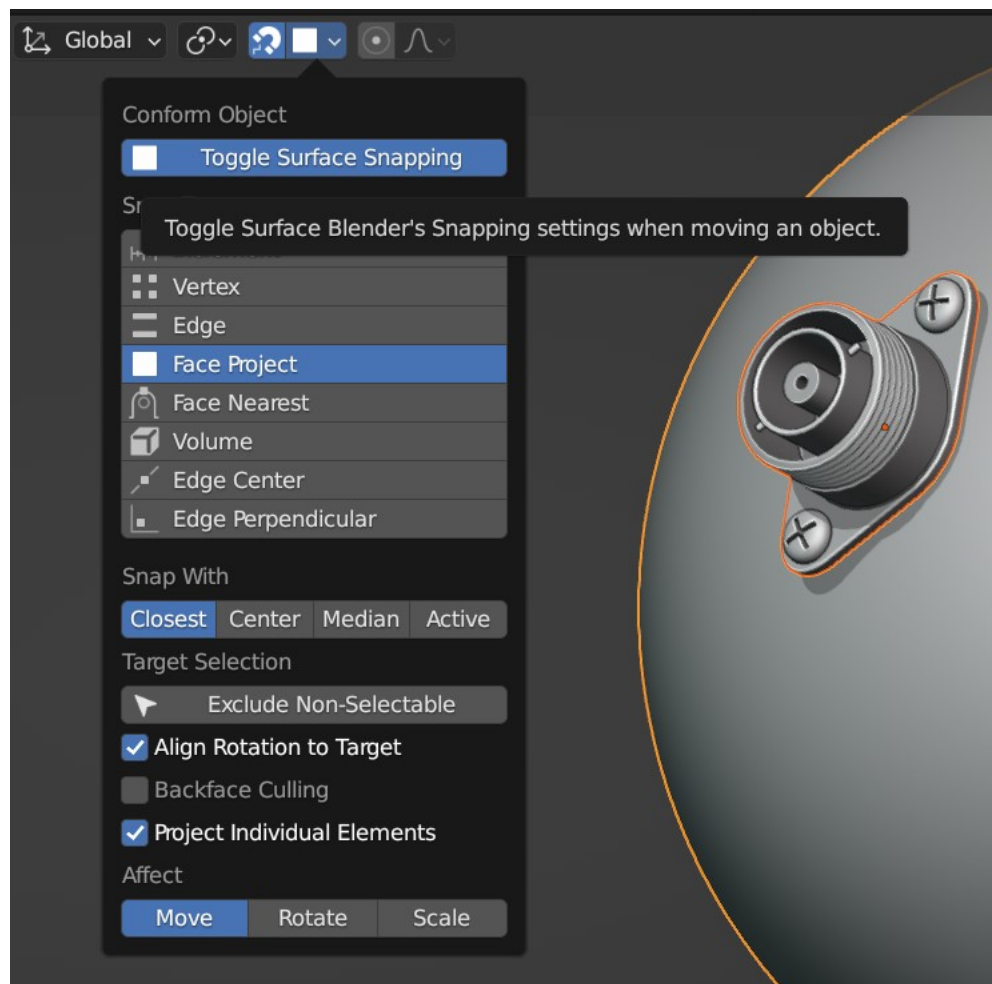 Global
Conform Object
Toggle Surface Snapping
Toggle Surface Blender's Snapping settings when moving an object.
Vertex
Edge
Face Project
Face Nearest
Volume
Edge Center
Edge Perpendicular
Snap With
Closest Center Median Active
Target Selection
Exclude Non-Selectable
Align Rotation to Target
Backface Culling
Project Individual Elements
Affect
Move Rotate Scale